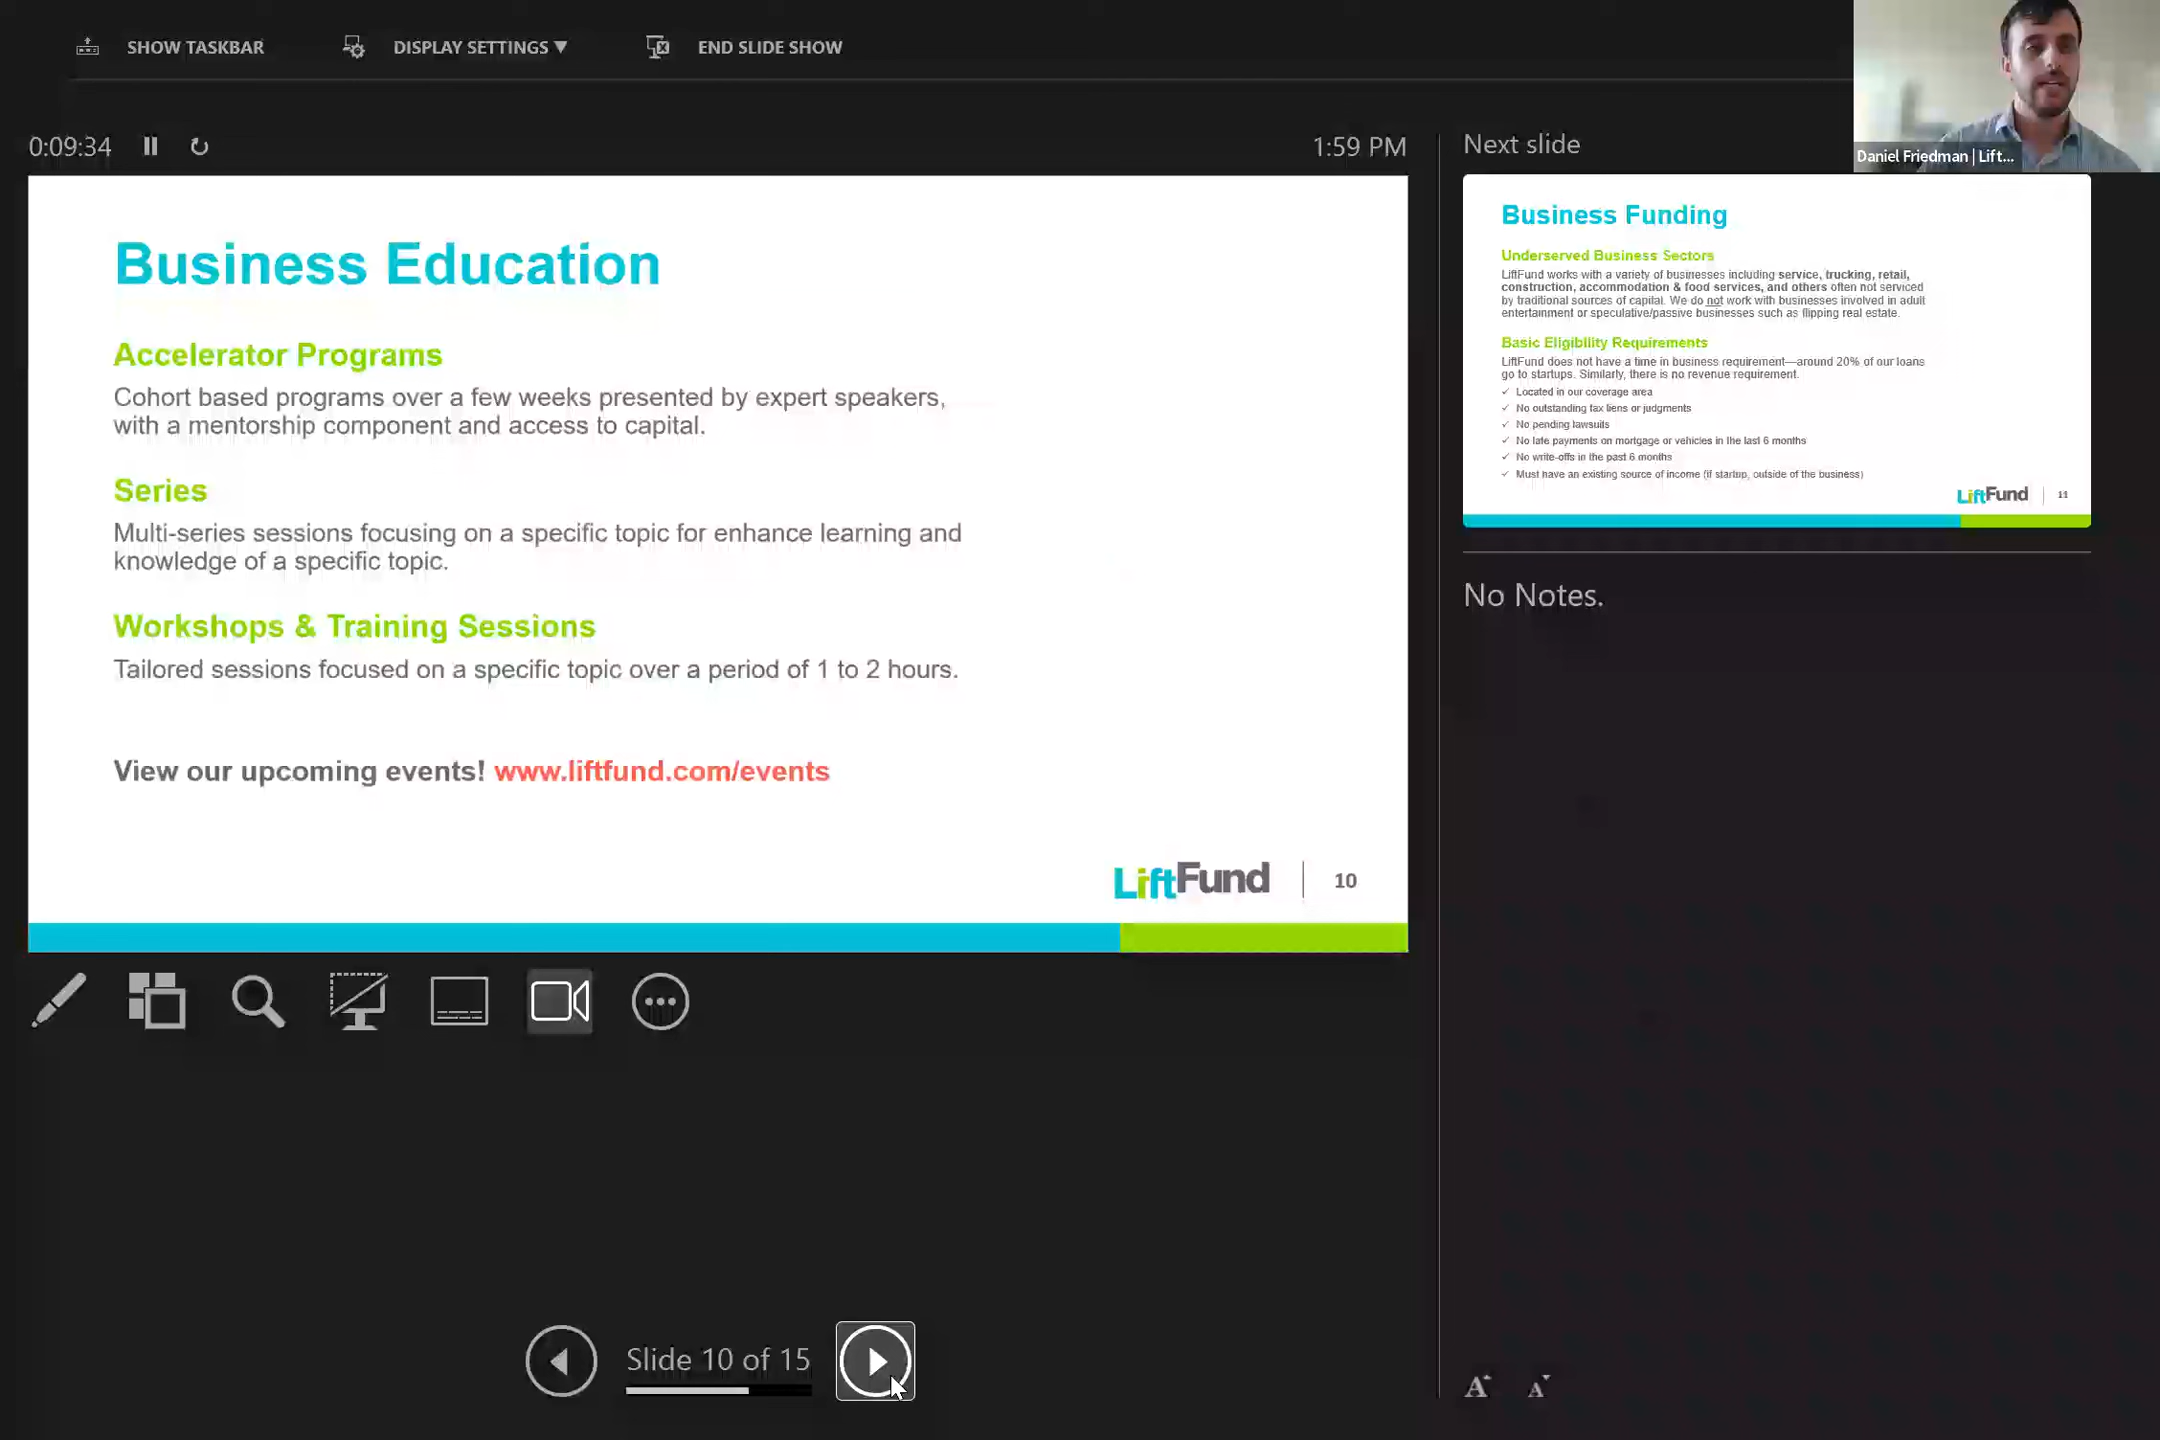 SHOW TASKBAR
DISPLAY SETTINGS ▼
END SLIDE SHOW
0:09:34
1:59 PM
Business Education
Accelerator Programs
Cohort based programs over a few weeks presented by expert speakers,
with a mentorship component and access to capital.
Series
Multi-series sessions focusing on a specific topic for enhance learning and
knowledge of a specific topic.
Workshops & Training Sessions
Tailored sessions focused on a specific topic over a period of 1 to 2 hours.
View our upcoming events! www.liftfund.com/events
LiftFund
10
Slide 10 of 15
Next slide
Daniel Friedman | Lift...
Business Funding
Underserved Business Sectors
LiftFund works with a variety of businesses including service, trucking, retail,
construction, accommodation & food services, and others often not serviced
by traditional sources of capital. We do not work with businesses involved in adult
entertainment or speculative/passive businesses such as flipping real estate.
Basic Eligibility Requirements
LiftFund does not have a time in business requirement—around 20% of our loans
go to startups. Similarly, there is no revenue requirement.
✓ Located in our coverage area
✓ No outstanding tax liens or judgments
✓ No pending lawsuits
✓ No late payments on mortgage or vehicles in the last 6 months
✓ No write-offs in the past 6 months
✓ Must have an existing source of income (if startup, outside of the business)
LiftFund
11
No Notes.
A A